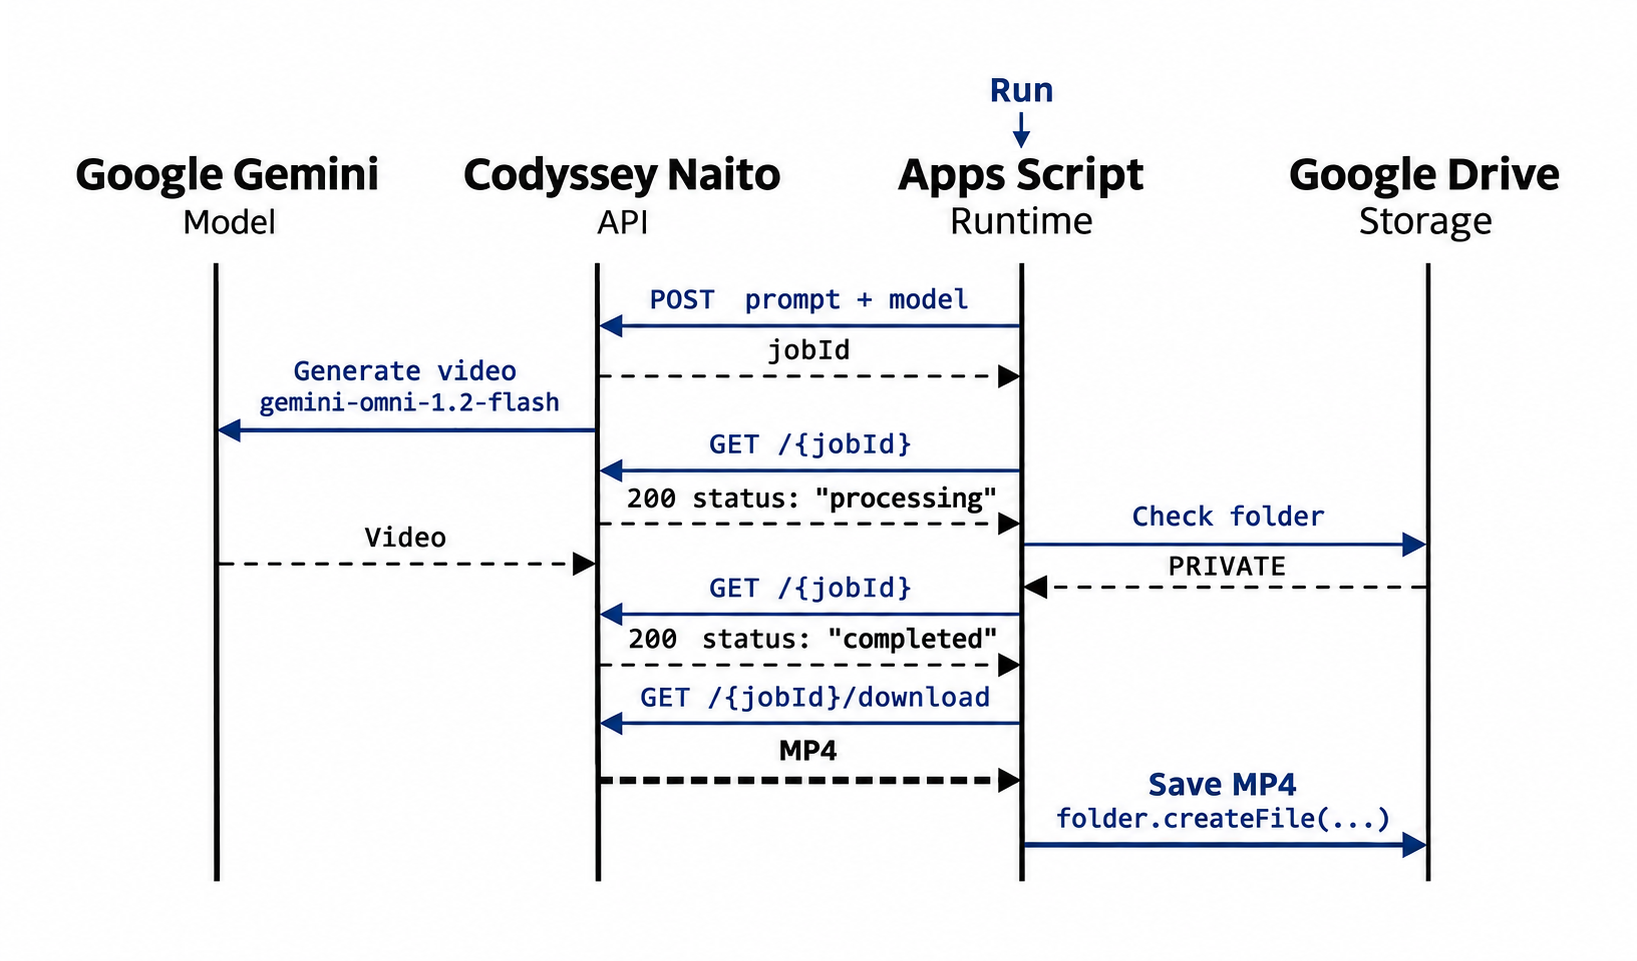 Run
Google Gemini
Model
Codyssey Naito
API
Apps Script
Runtime
Google Drive
Storage
POST prompt + model
jobId
Generate video
gemini-omni-1.2-flash
GET /{jobId}
200 status: "processing"
Check folder
Video
PRIVATE
GET /{jobId}
200 status: "completed"
GET /{jobId}/download
MP4
Save MP4
folder.createFile(...)